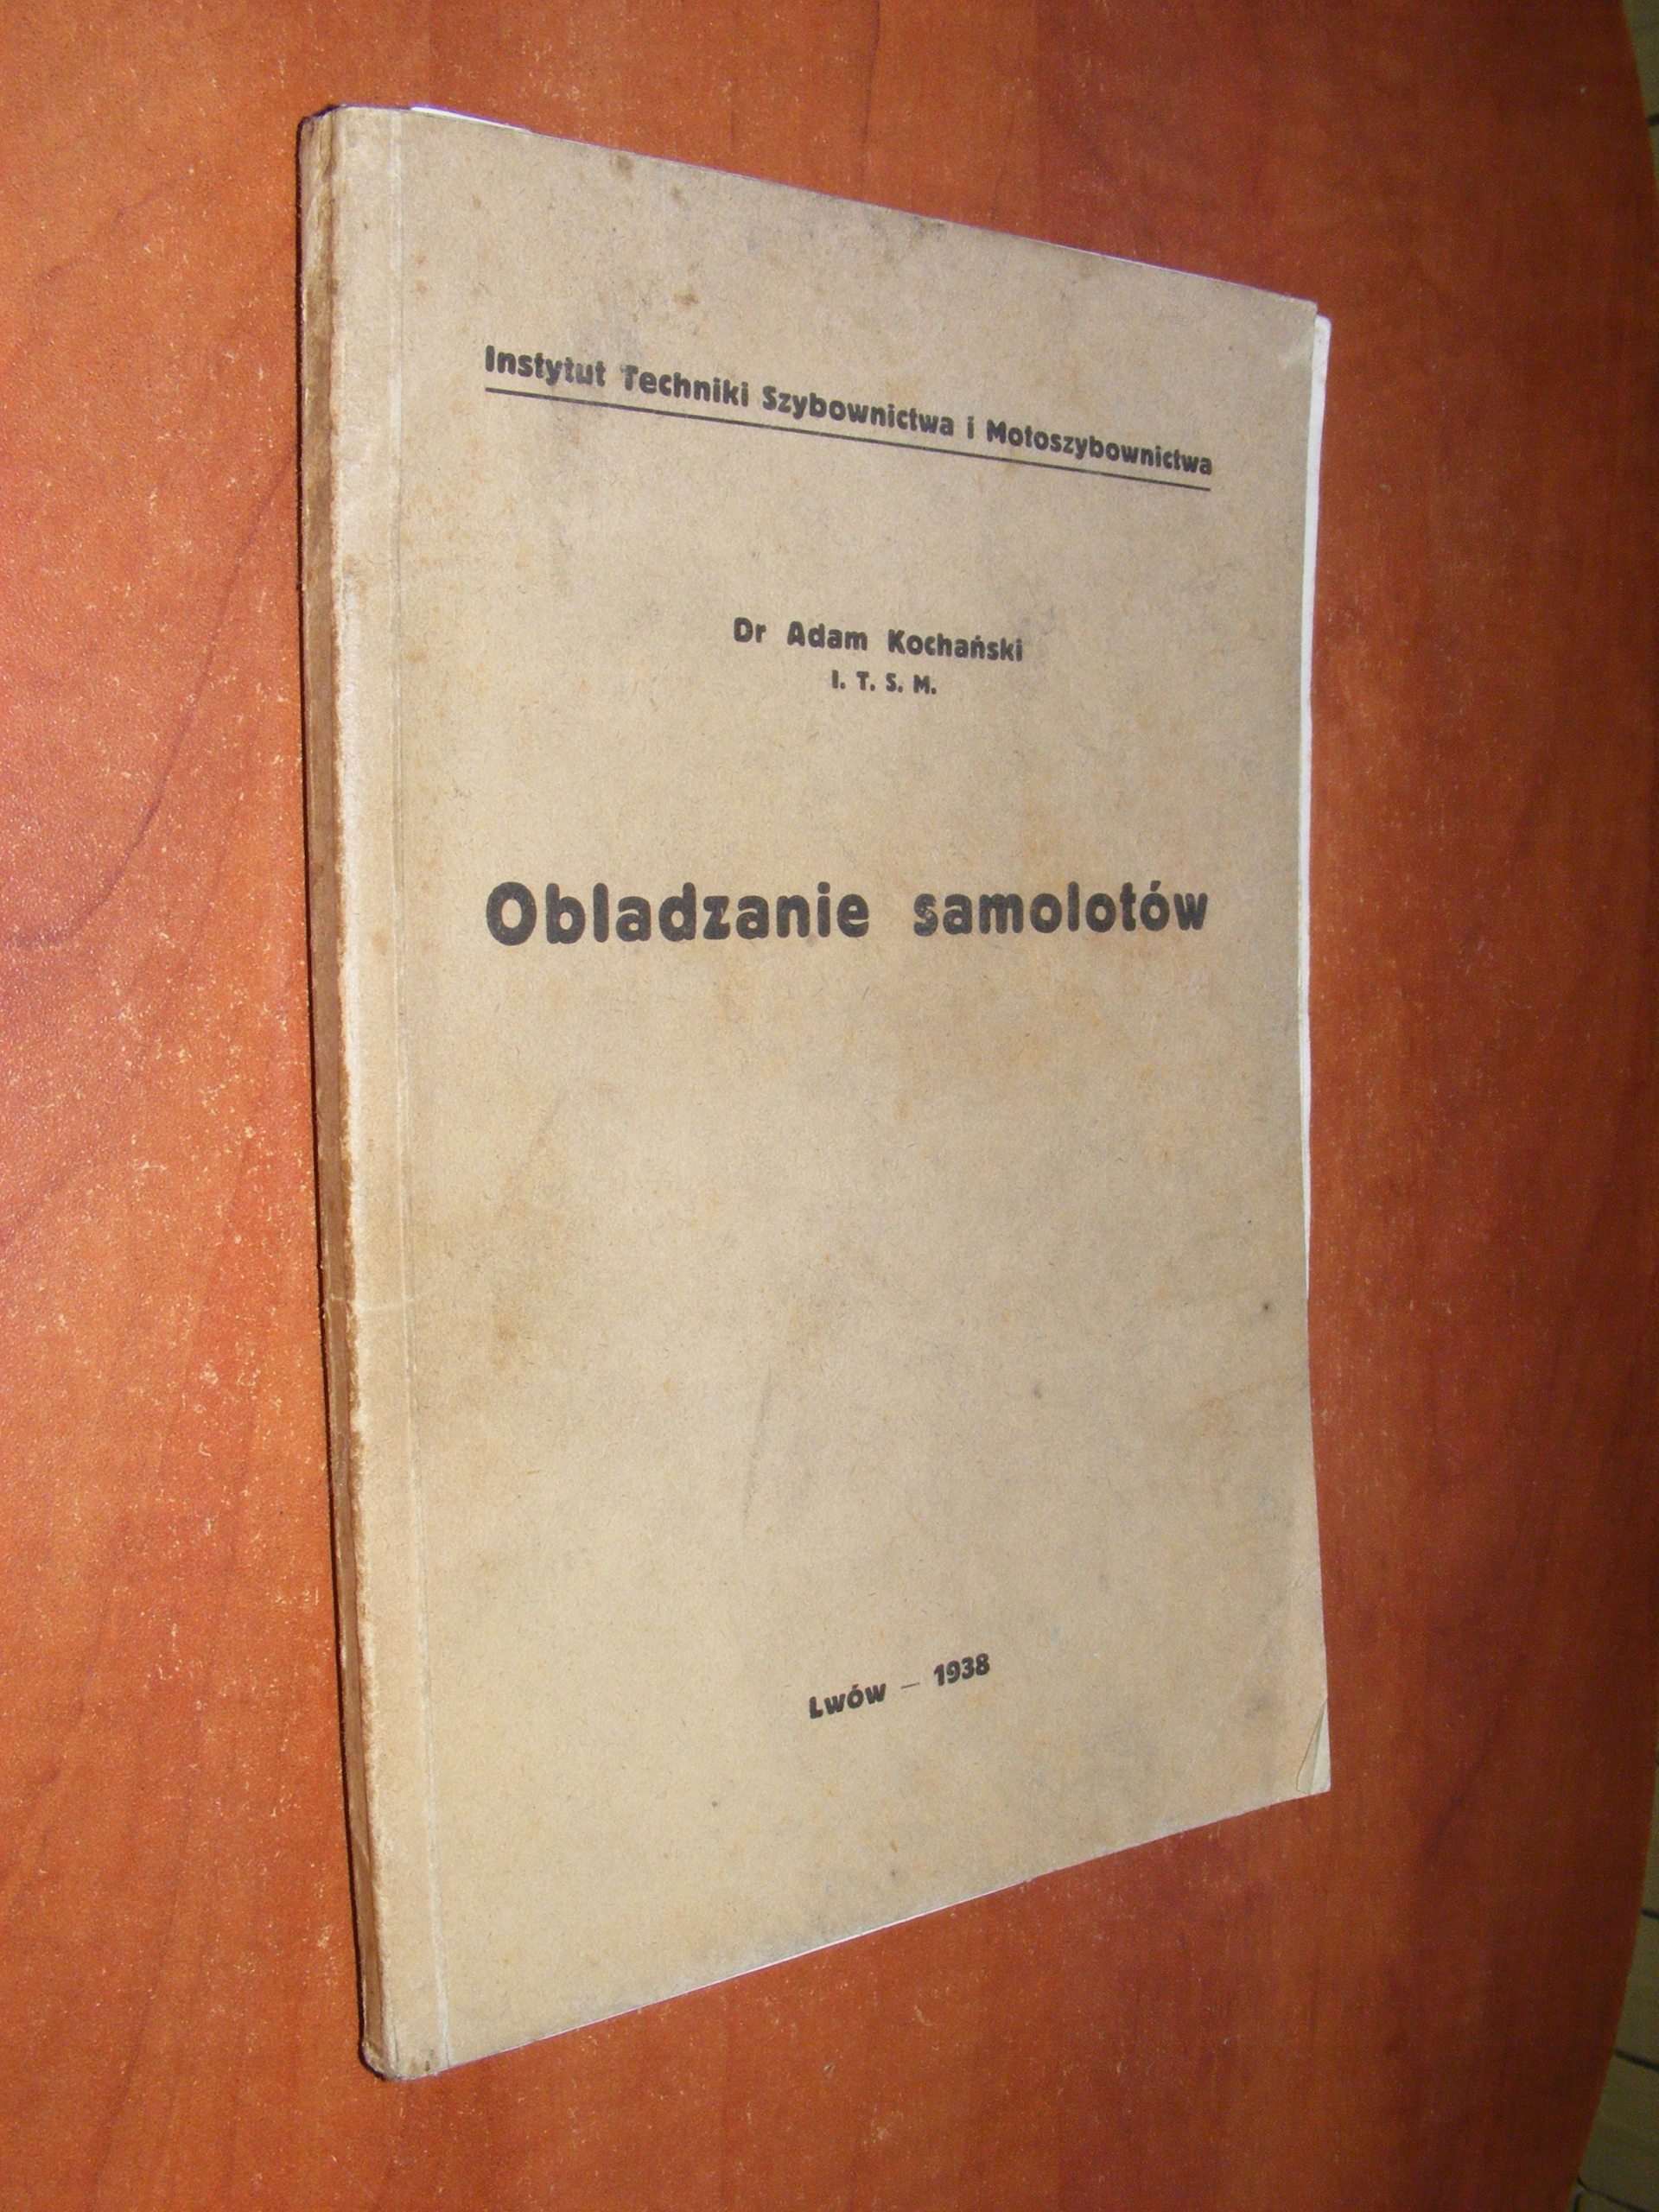 Instytut Techniki Szybownictwa i Motoszybownictwa
Dr Adam Kochański
I. T. S. M.
Obladzanie samolotów
Lwów — 1938